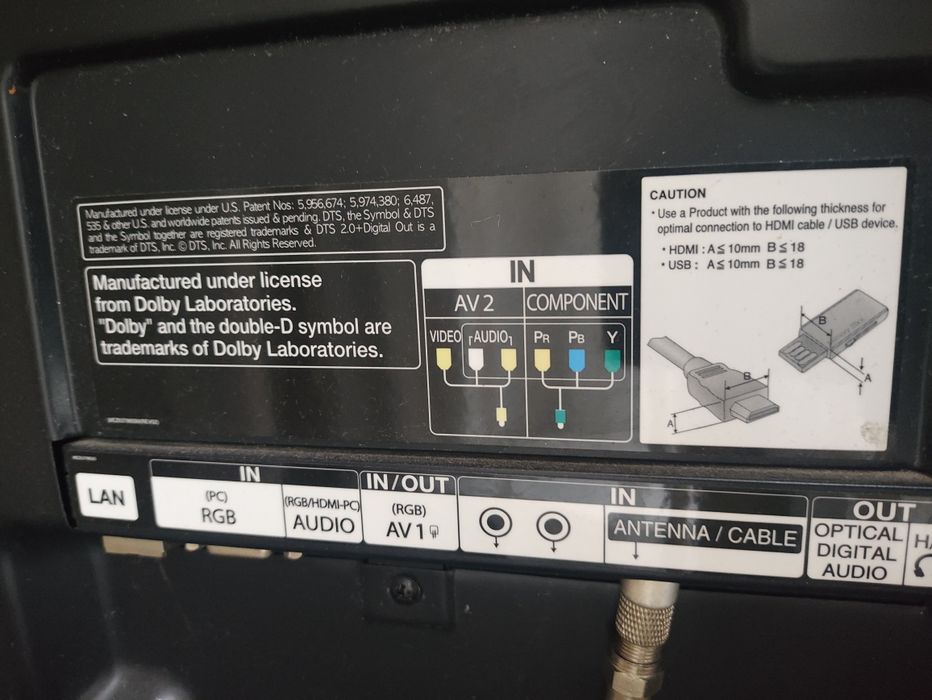 Manufactured under license under U.S. Patent Nos: 5,956,674; 5,974,380; 6,487,
535 & other U.S. and worldwide patents issued & pending. DTS, the Symbol & DTS
and the Symbol together are registered trademarks & DTS 2.0+Digital Out is a
trademark of DTS, Inc. © DTS, Inc. All Rights Reserved.
Manufactured under license
from Dolby Laboratories.
"Dolby" and the double-D symbol are
trademarks of Dolby Laboratories.
IN
AV 2 COMPONENT
VIDEO AUDIO PR PB Y
CAUTION
• Use a Product with the following thickness for
optimal connection to HDMI cable / USB device.
• HDMI : A ≦ 10mm B ≦ 18
• USB : A ≦ 10mm B ≦ 18
B
A
B
A
LAN
IN
(PC)
RGB
(RGB/HDMI-PC)
AUDIO
IN/OUT
(RGB)
AV 1
IN
ANTENNA / CABLE
OUT
OPTICAL
DIGITAL
AUDIO